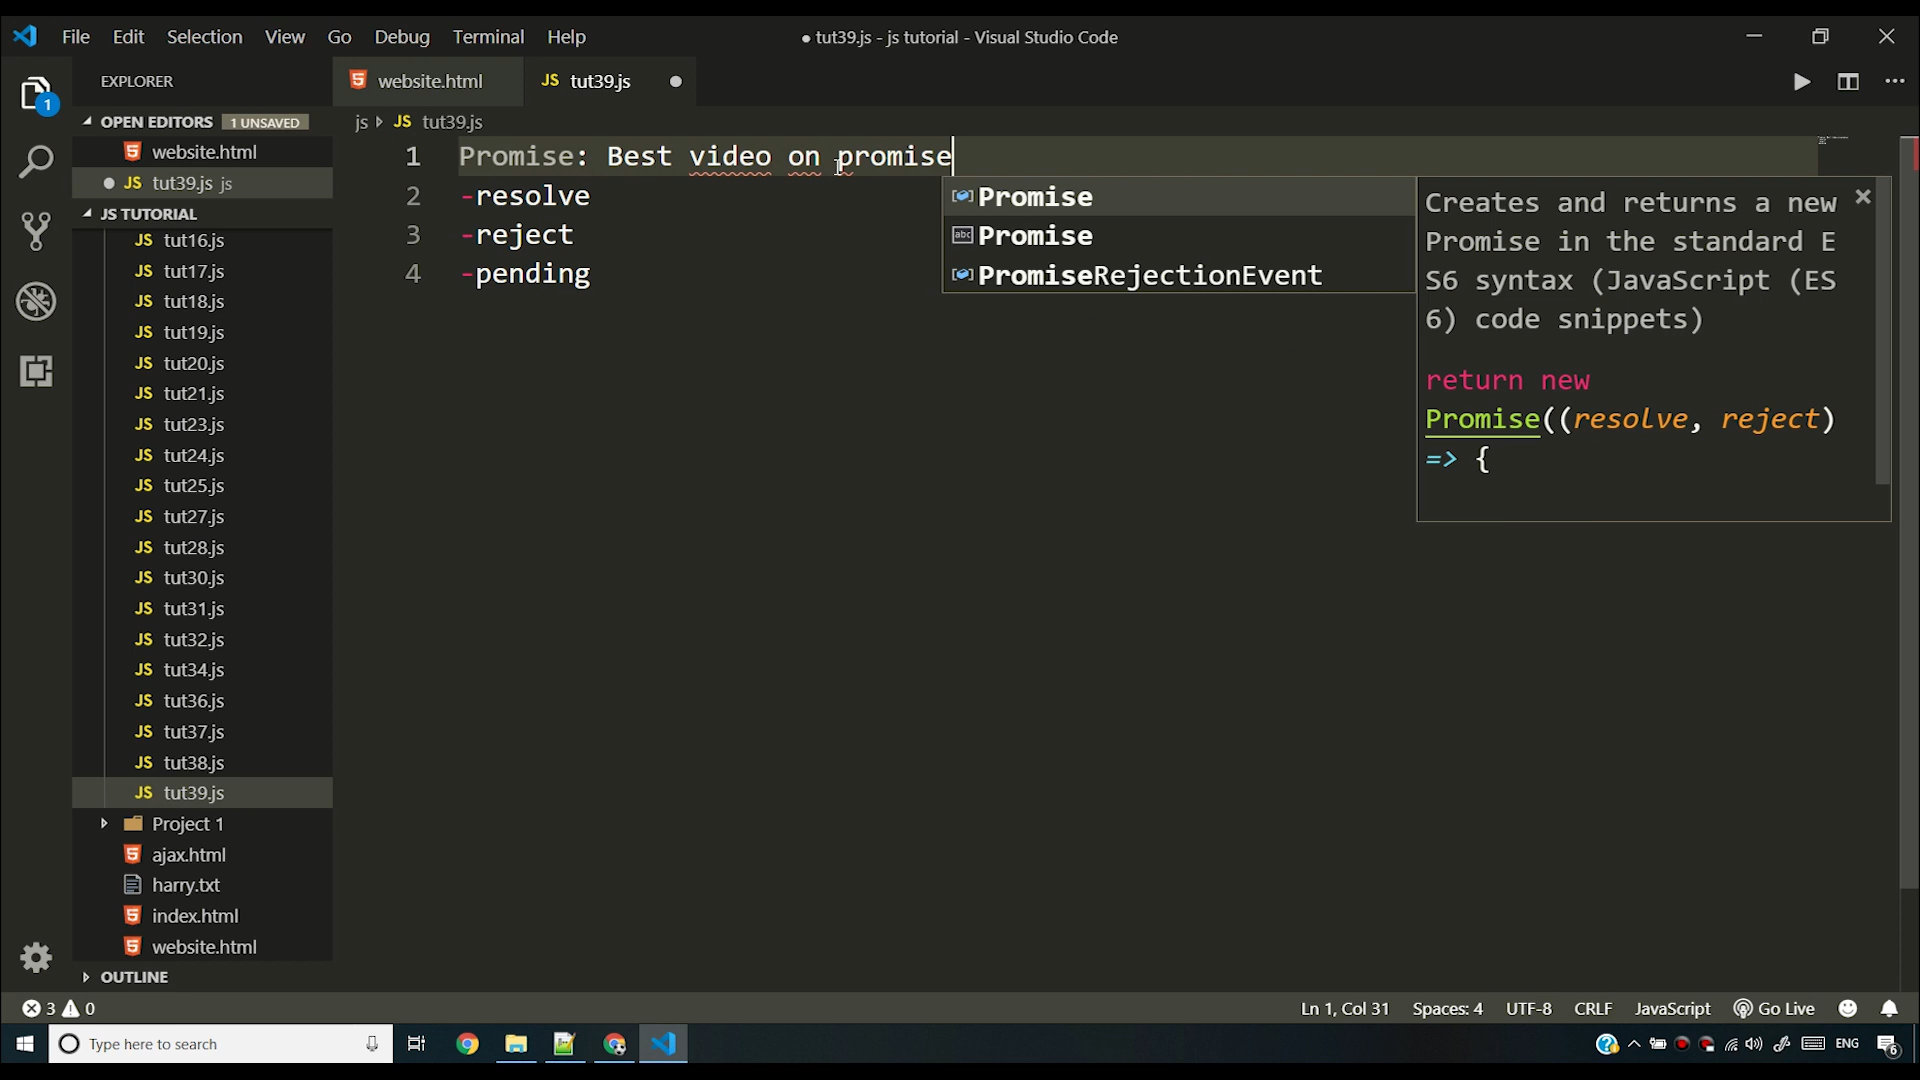 File Edit Selection View Go Debug Terminal Help
● tut39.js - js tutorial - Visual Studio Code
EXPLORER
website.html
JS tut39.js
1
OPEN EDITORS 1 UNSAVED
website.html
JS tut39.js js
JS TUTORIAL
JS tut16.js
JS tut17.js
JS tut18.js
JS tut19.js
JS tut20.js
JS tut21.js
JS tut23.js
JS tut24.js
JS tut25.js
JS tut27.js
JS tut28.js
JS tut30.js
JS tut31.js
JS tut32.js
JS tut34.js
JS tut36.js
JS tut37.js
JS tut38.js
JS tut39.js
Project 1
ajax.html
harry.txt
index.html
website.html
OUTLINE
js JS tut39.js
1 Promise: Best video on promise
2 -resolve
3 -reject
4 -pending
Promise
abc Promise
PromiseRejectionEvent
Creates and returns a new
Promise in the standard E
S6 syntax (JavaScript (ES
6) code snippets)
return new
Promise((resolve, reject)
=> {
3 0
Ln 1, Col 31 Spaces: 4 UTF-8 CRLF JavaScript Go Live
Type here to search
ENG
6